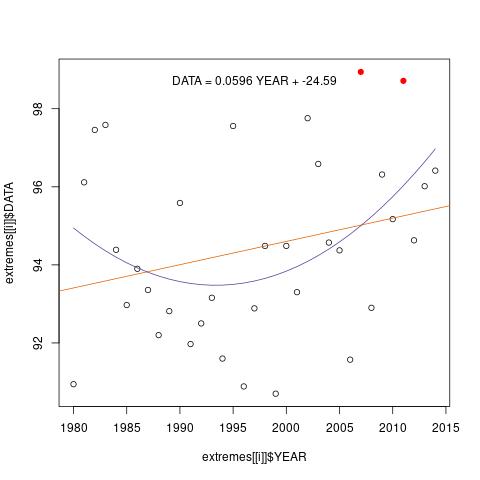 DATA = 0.0596 YEAR + -24.59
98
96
94
92
extremes[[i]]$DATA
1980 1985 1990 1995 2000 2005 2010 2015
extremes[[i]]$YEAR